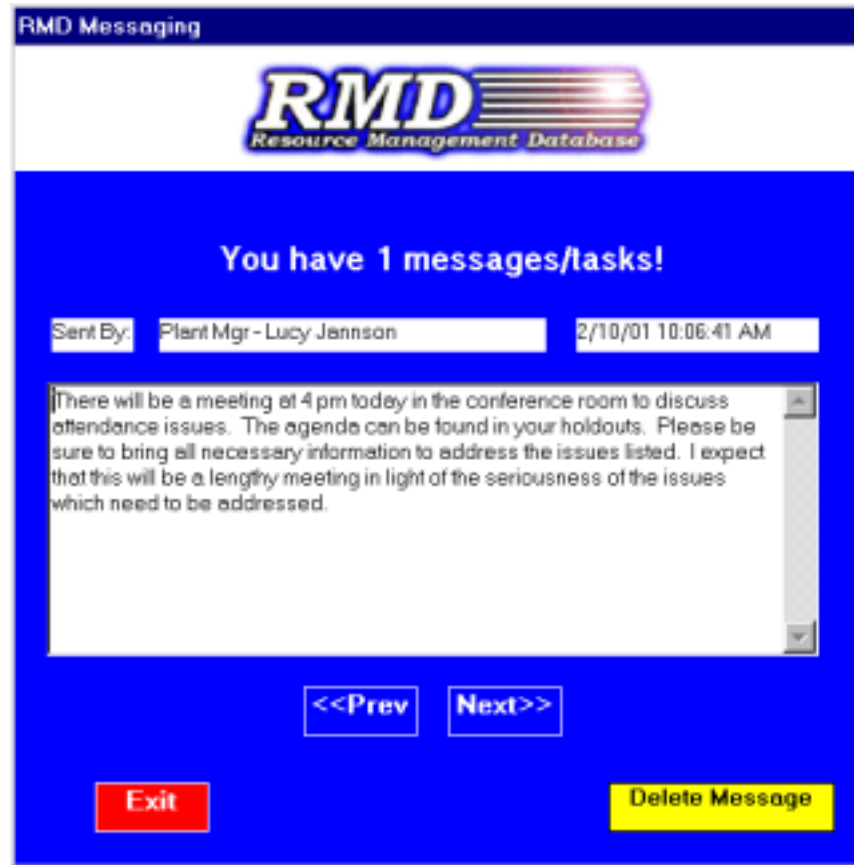 RMD Messaging
RMD
Resource Management Database
You have 1 messages/tasks!
Sent By: Plant Mgr - Lucy Jannson 2/10/01 10:06:41 AM
There will be a meeting at 4 pm today in the conference room to discuss
attendance issues. The agenda can be found in your holdouts. Please be
sure to bring all necessary information to address the issues listed. I expect
that this will be a lengthy meeting in light of the seriousness of the issues
which need to be addressed.
<<Prev Next>>
Exit Delete Message